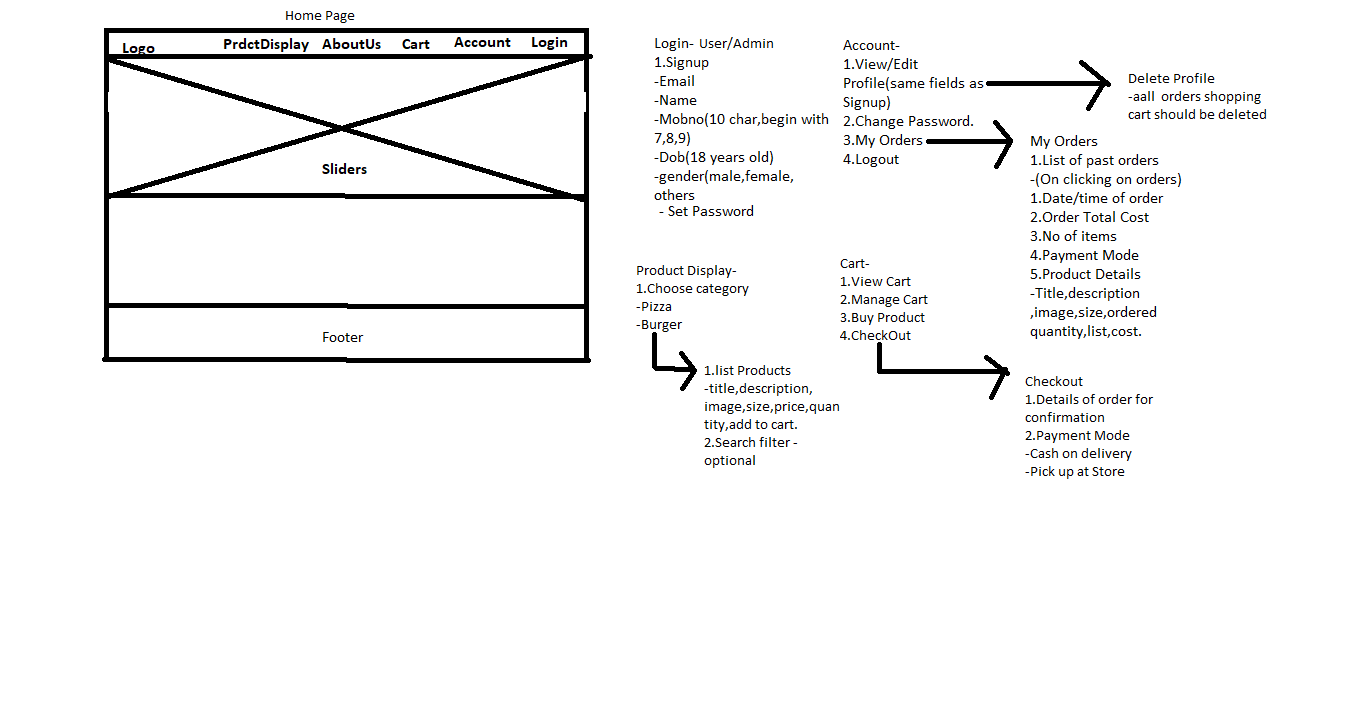 Home Page
Logo
PrdctDisplay
AboutUs
Cart
Account
Login
Sliders
Footer
Login- User/Admin
1.Signup
-Email
-Name
-Mobno(10 char,begin with
7,8,9)
-Dob(18 years old)
-gender(male,female,
others
- Set Password
Account-
1.View/Edit
Profile(same fields as
Signup)
2.Change Password.
3.My Orders
4.Logout
Delete Profile
-aall orders shopping
cart should be deleted
My Orders
1.List of past orders
-(On clicking on orders)
1.Date/time of order
2.Order Total Cost
3.No of items
4.Payment Mode
5.Product Details
-Title,description
,image,size,ordered
quantity,list,cost.
Product Display-
1.Choose category
-Pizza
-Burger
1.list Products
-title,description,
image,size,price,quan
tity,add to cart.
2.Search filter -
optional
Cart-
1.View Cart
2.Manage Cart
3.Buy Product
4.CheckOut
Checkout
1.Details of order for
confirmation
2.Payment Mode
-Cash on delivery
-Pick up at Store